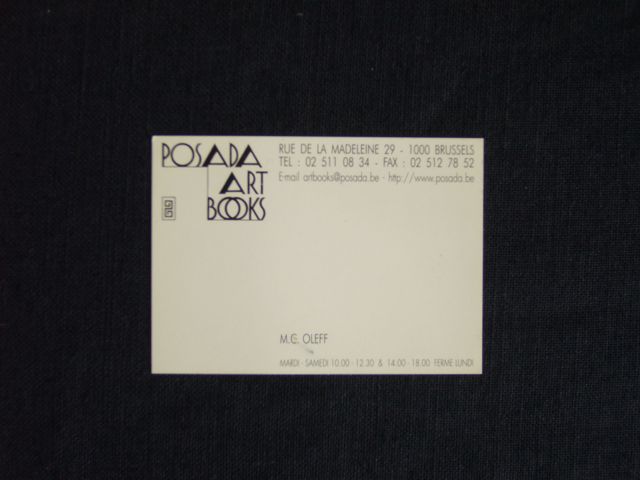 POSADA
ART
BOOKS
RUE DE LA MADELEINE 29 - 1000 BRUSSELS
TEL : 02 511 08 34 - FAX : 02 512 78 52
E-mail artbooks@posada.be - http://www.posada.be
M.C. OLEFF
MARDI - SAMEDI 10.00 - 12.30 & 14.00 - 18.00 FERME LUNDI